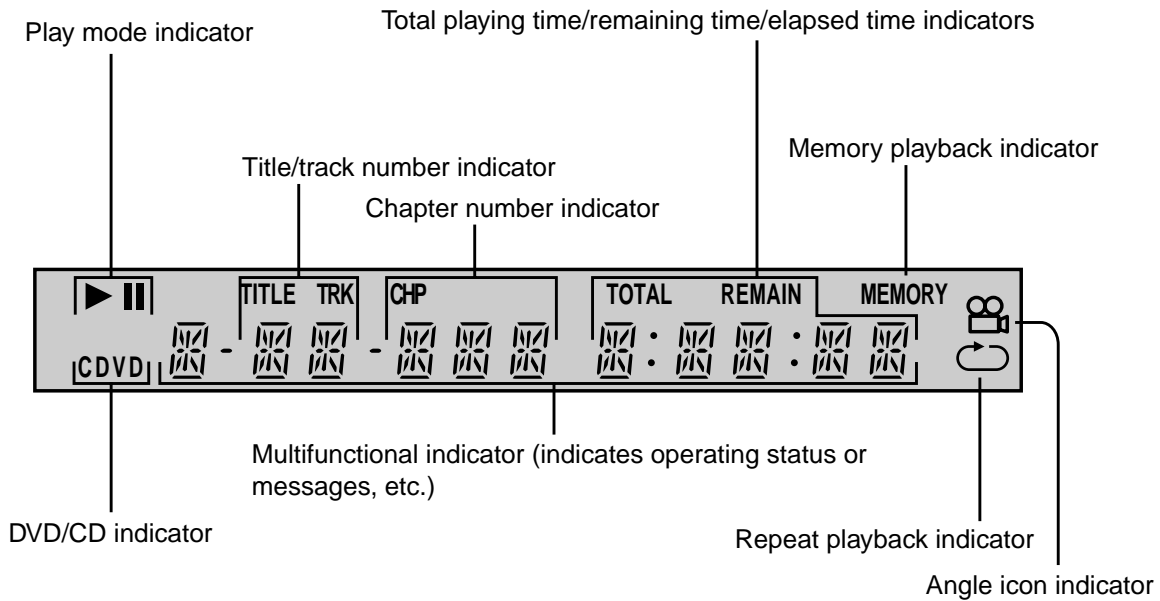 Play mode indicator
Total playing time/remaining time/elapsed time indicators
Title/track number indicator
Memory playback indicator
Chapter number indicator
TITLE TRK CHP TOTAL REMAIN MEMORY
CDVD
Multifunctional indicator (indicates operating status or
messages, etc.)
DVD/CD indicator
Repeat playback indicator
Angle icon indicator